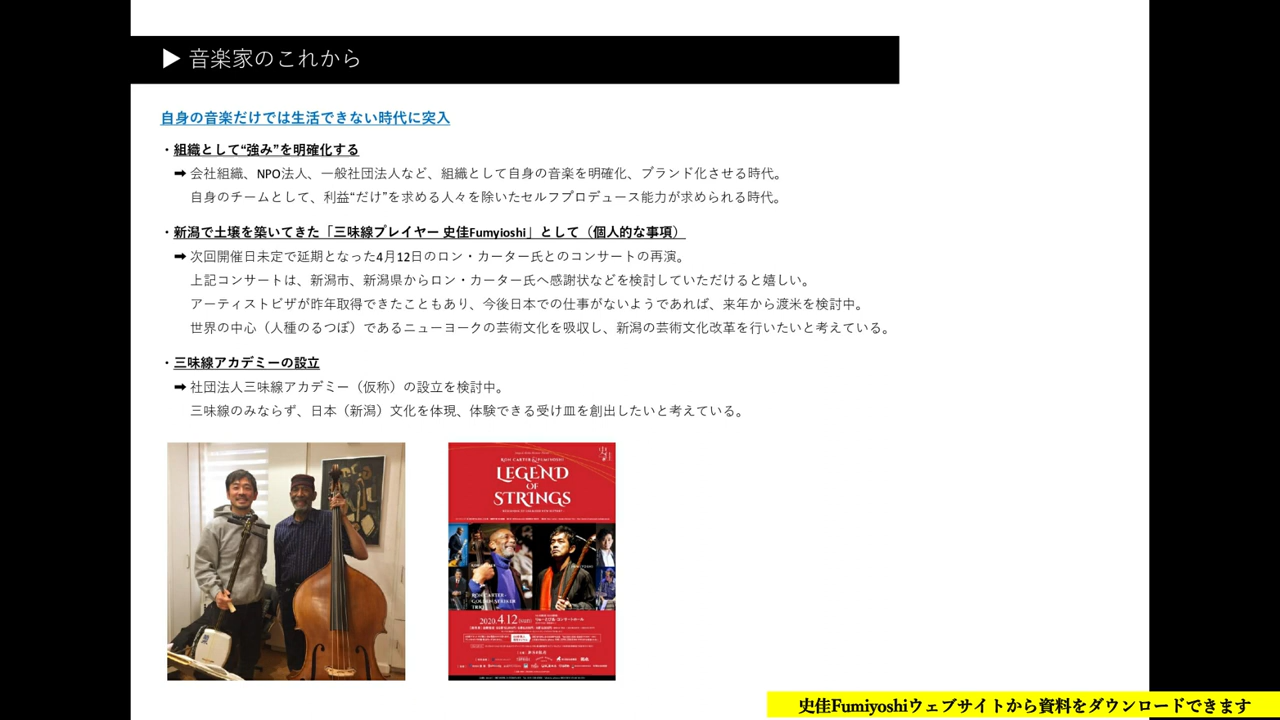 ▶ 音楽家のこれから
自身の音楽だけでは生活できない時代に突入
・組織として“強み”を明確化する
➡ 会社組織、NPO法人、一般社団法人など、組織として自身の音楽を明確化、ブランド化させる時代。
自身のチームとして、利益“だけ”を求める人々を除いたセルフプロデュース能力が求められる時代。
・新潟で土壌を築いてきた「三味線プレイヤー 史佳Fumyioshi」として（個人的な事項）
➡ 次回開催日未定で延期となった4月12日のロン・カーター氏とのコンサートの再演。
上記コンサートは、新潟市、新潟県からロン・カーター氏へ感謝状などを検討していただけると嬉しい。
アーティストビザが昨年取得できたこともあり、今後日本での仕事がないようであれば、来年から渡米を検討中。
世界の中心（人種のるつぼ）であるニューヨークの芸術文化を吸収し、新潟の芸術文化改革を行いたいと考えている。
・三味線アカデミーの設立
➡ 社団法人三味線アカデミー（仮称）の設立を検討中。
三味線のみならず、日本（新潟）文化を体現、体験できる受け皿を創出したいと考えている。
RON CARTER & FUMIYOSHI
LEGEND
OF
STRINGS
RON CARTER
GOLDEN STRIKER
TRIO
2020.4.12
史佳Fumiyoshiウェブサイトから資料をダウンロードできます